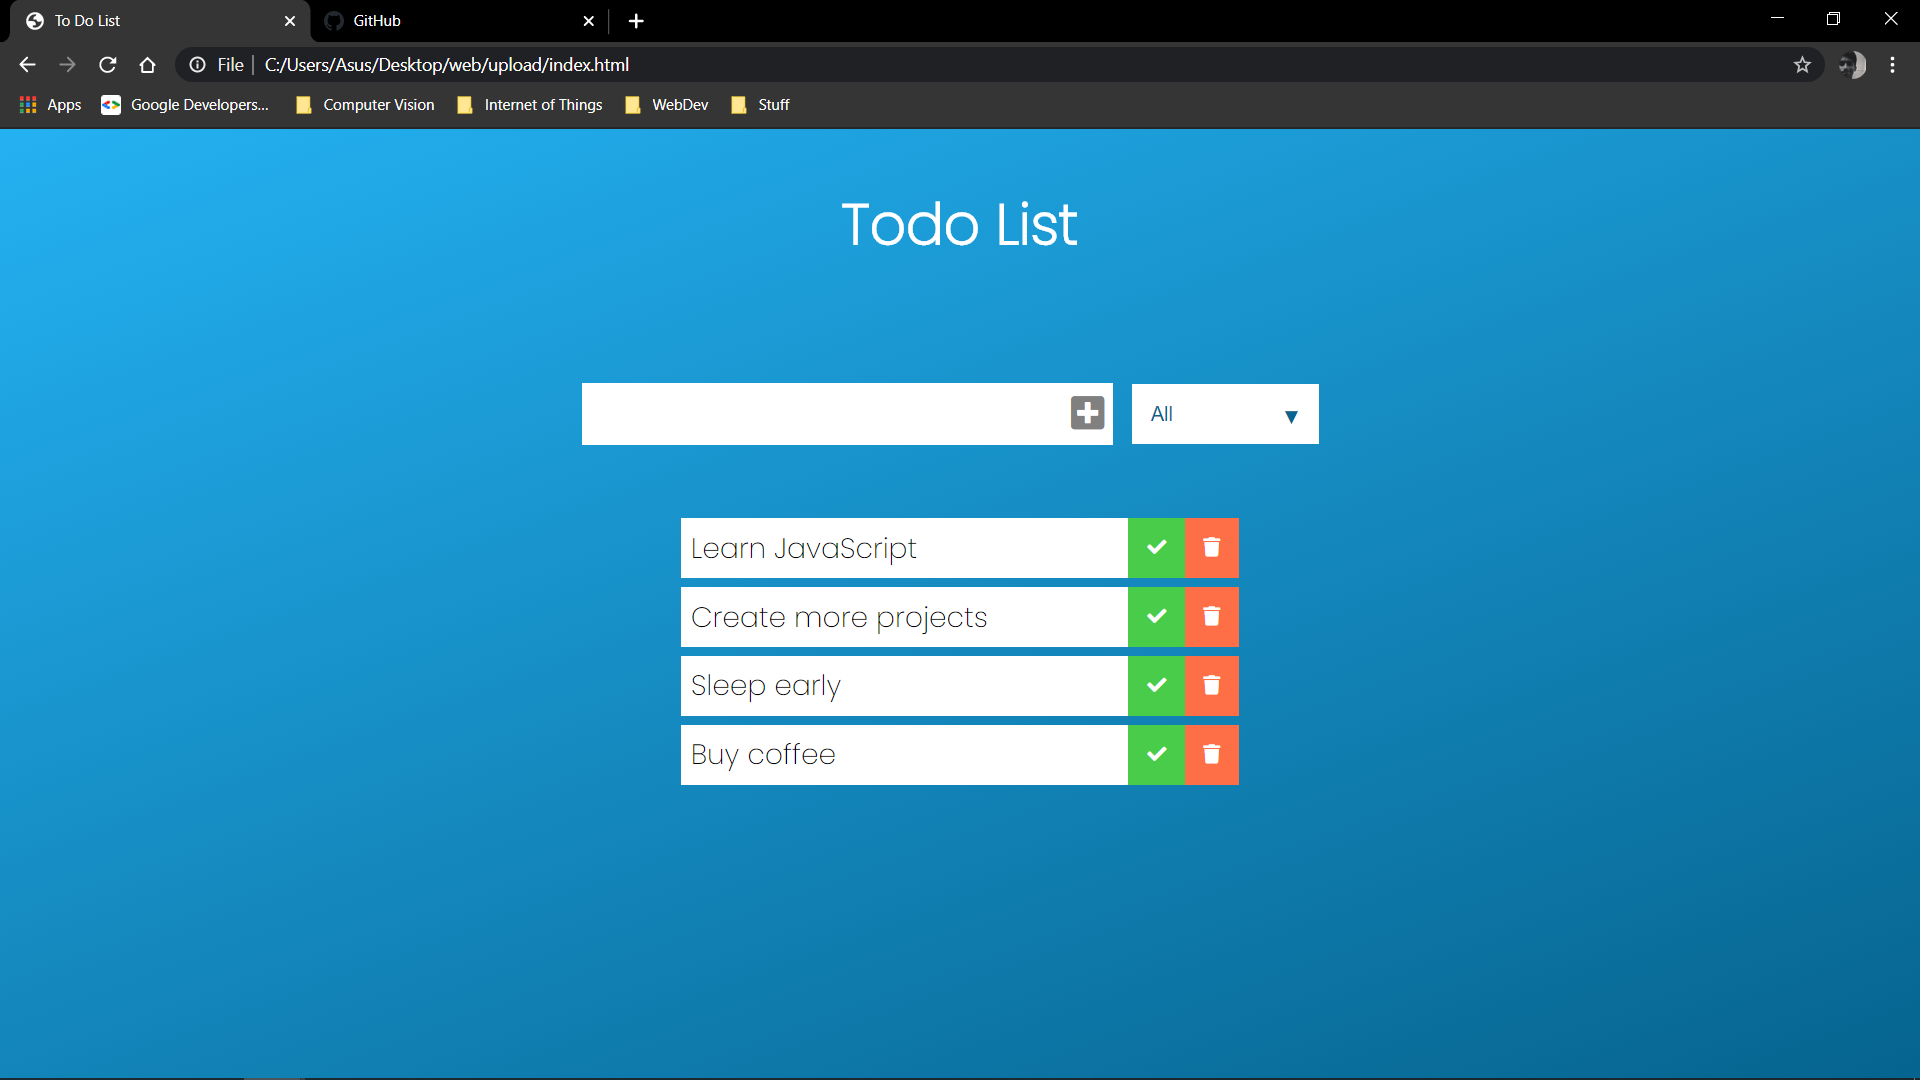 To Do List
GitHub
File
C:/Users/Asus/Desktop/web/upload/index.html
Apps
Google Developers...
Computer Vision
Internet of Things
WebDev
Stuff
Todo List
All
Learn JavaScript
Create more projects
Sleep early
Buy coffee